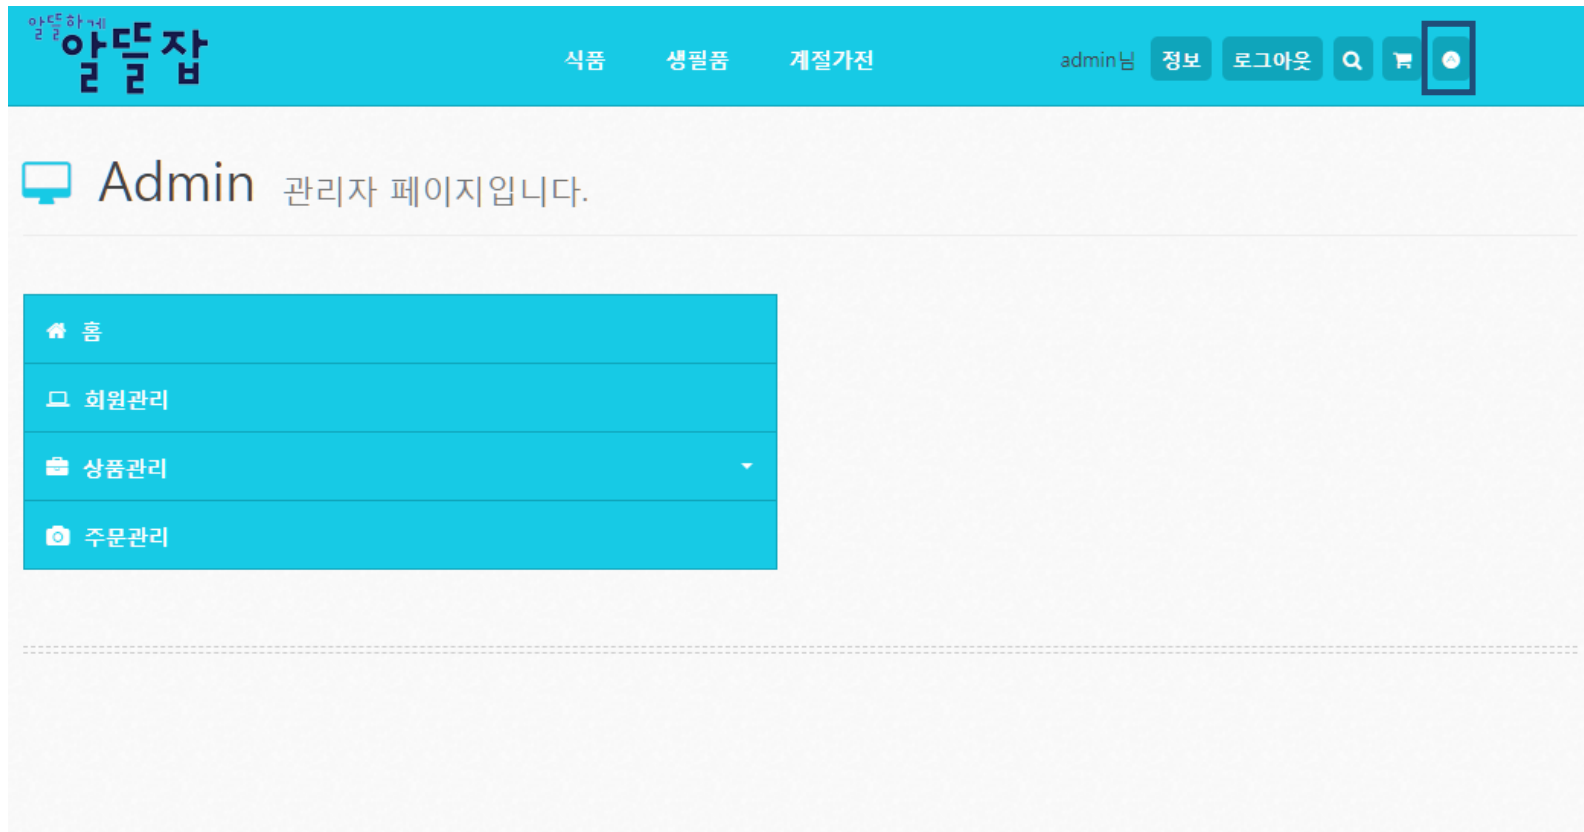 알뜰하게
알뜰잡
식품 생필품 계절가전 admin님 정보 로그아웃
Admin 관리자 페이지입니다.
홈
회원관리
상품관리
주문관리